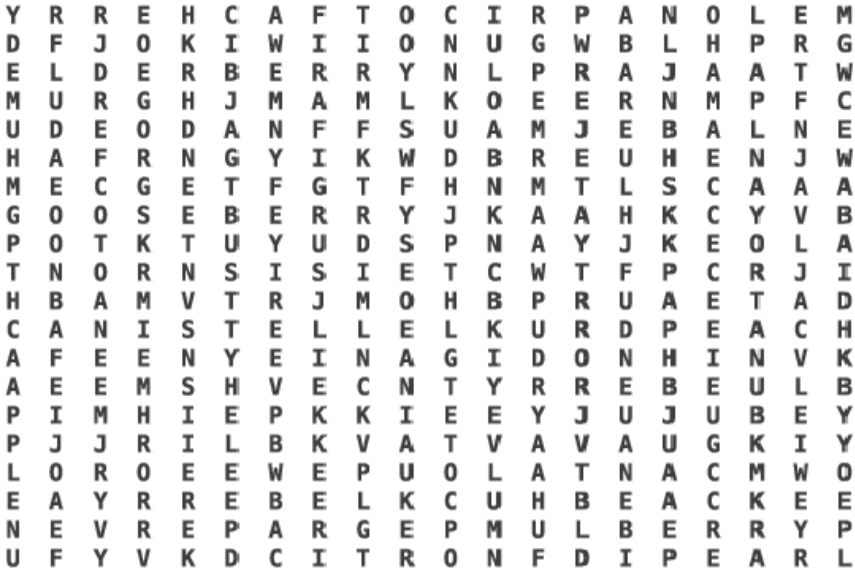 Y R R E H C A F T O C I R P A N O L E M
D F J O K I W I I O N U G W B L H P R G
E L D E R B E R R Y N L P R A J A A T W
M U R G H J M A M L K O E E R N M P F C
U D E O D A N F F S U A M J E B A L N E
H A F R N G Y I K W D B R E U H E N J W
M E C G E T F G T F H N M T L S C A A A
G O O S E B E R R Y J K A A H K C Y V B
P O T K T U Y U D S P N A Y J K E O L A
T N O R N S I S I E T C W T F P C R J I
H B A M V T R J M O H B P R U A E T A D
C A N I S T E L L E L K U R D P E A C H
A F E E N Y E I N A G I D O N H I N V K
A E E M S H V E C N T Y R R E B E U L B
P I M H I E P K K I E E Y J U J U B E Y
P J J R I L B K V A T V A V A U G K I Y
L O R O E E W E P U O L A T N A C M W O
E A Y R R E B E L K C U H B E A C K E E
N E V R E P A R G E P M U L B E R R Y P
U F Y V K D C I T R O N F D I P E A R L